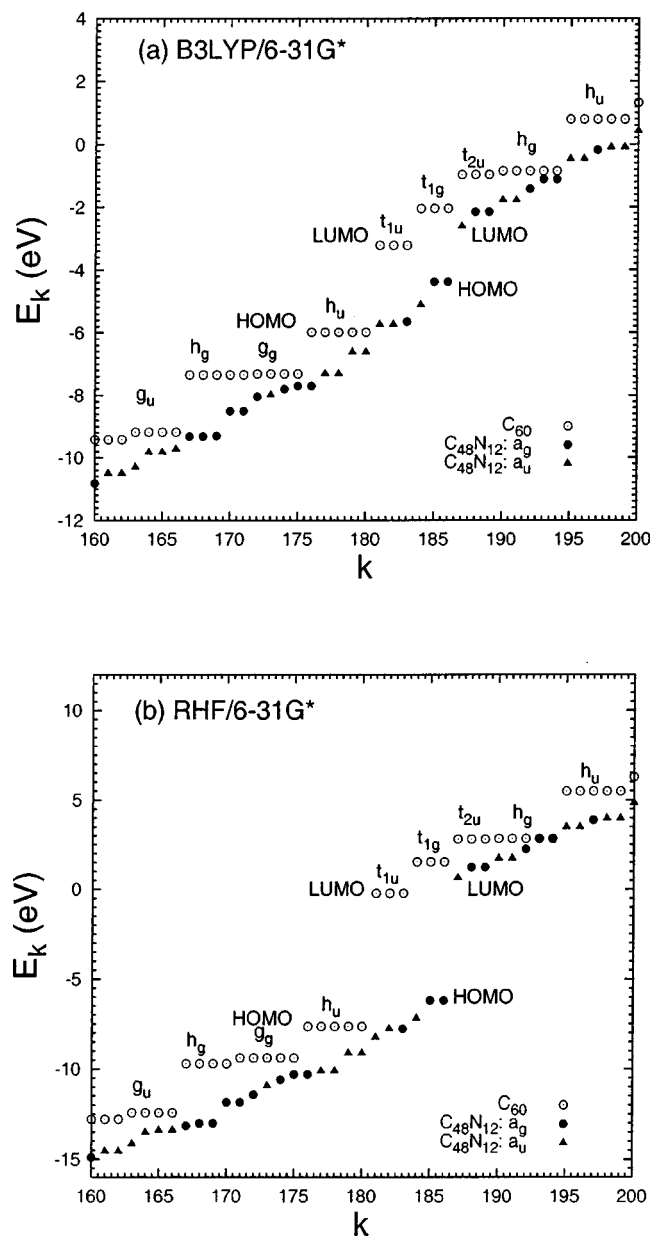 (a) B3LYP/6-31G*
4
2
0
-2
-4
-6
-8
-10
-12
E_k (eV)
h_u
h_g
t_2u
t_1g
LUMO
t_1u
LUMO
HOMO
HOMO
h_u
h_g
g_g
g_u
C_60
C_48N_12: a_g
C_48N_12: a_u
160 165 170 175 180 185 190 195 200
k
(b) RHF/6-31G*
10
5
0
-5
-10
-15
E_k (eV)
h_u
t_2u
h_g
t_1g
LUMO
t_1u
LUMO
HOMO
HOMO
h_u
h_g
g_g
g_u
C_60
C_48N_12: a_g
C_48N_12: a_u
160 165 170 175 180 185 190 195 200
k